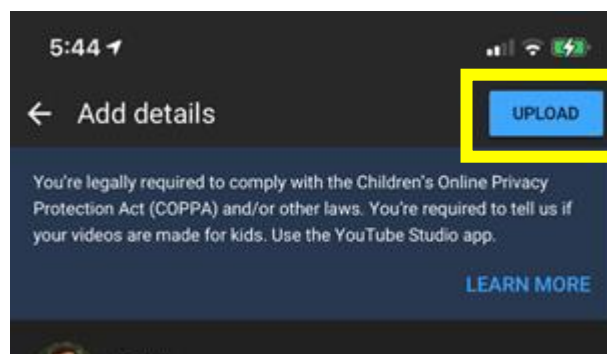 5:44
Add details
UPLOAD
You're legally required to comply with the Children's Online Privacy
Protection Act (COPPA) and/or other laws. You're required to tell us if
your videos are made for kids. Use the YouTube Studio app.
LEARN MORE